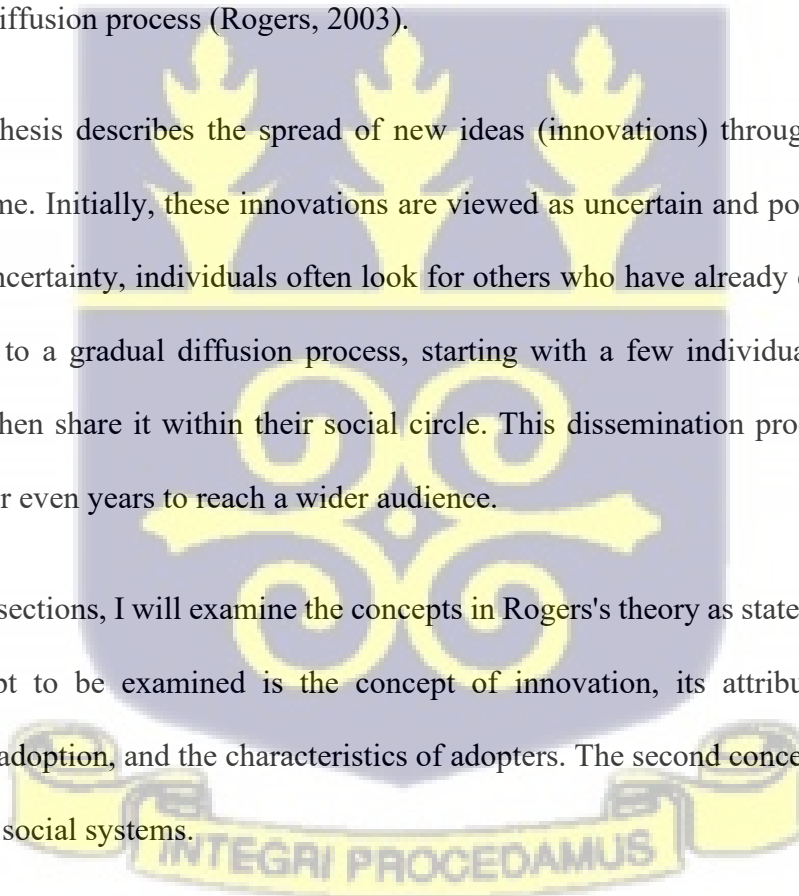 iffusion process (Rogers, 2003).
hesis describes the spread of new ideas (innovations) throug
me. Initially, these innovations are viewed as uncertain and po
ncertainty, individuals often look for others who have already
to a gradual diffusion process, starting with a few individua
hen share it within their social circle. This dissemination pro
r even years to reach a wider audience.
sections, I will examine the concepts in Rogers's theory as state
pt to be examined is the concept of innovation, its attribu
adoption, and the characteristics of adopters. The second conce
social systems.
INTEGRI PROCEDAMUS